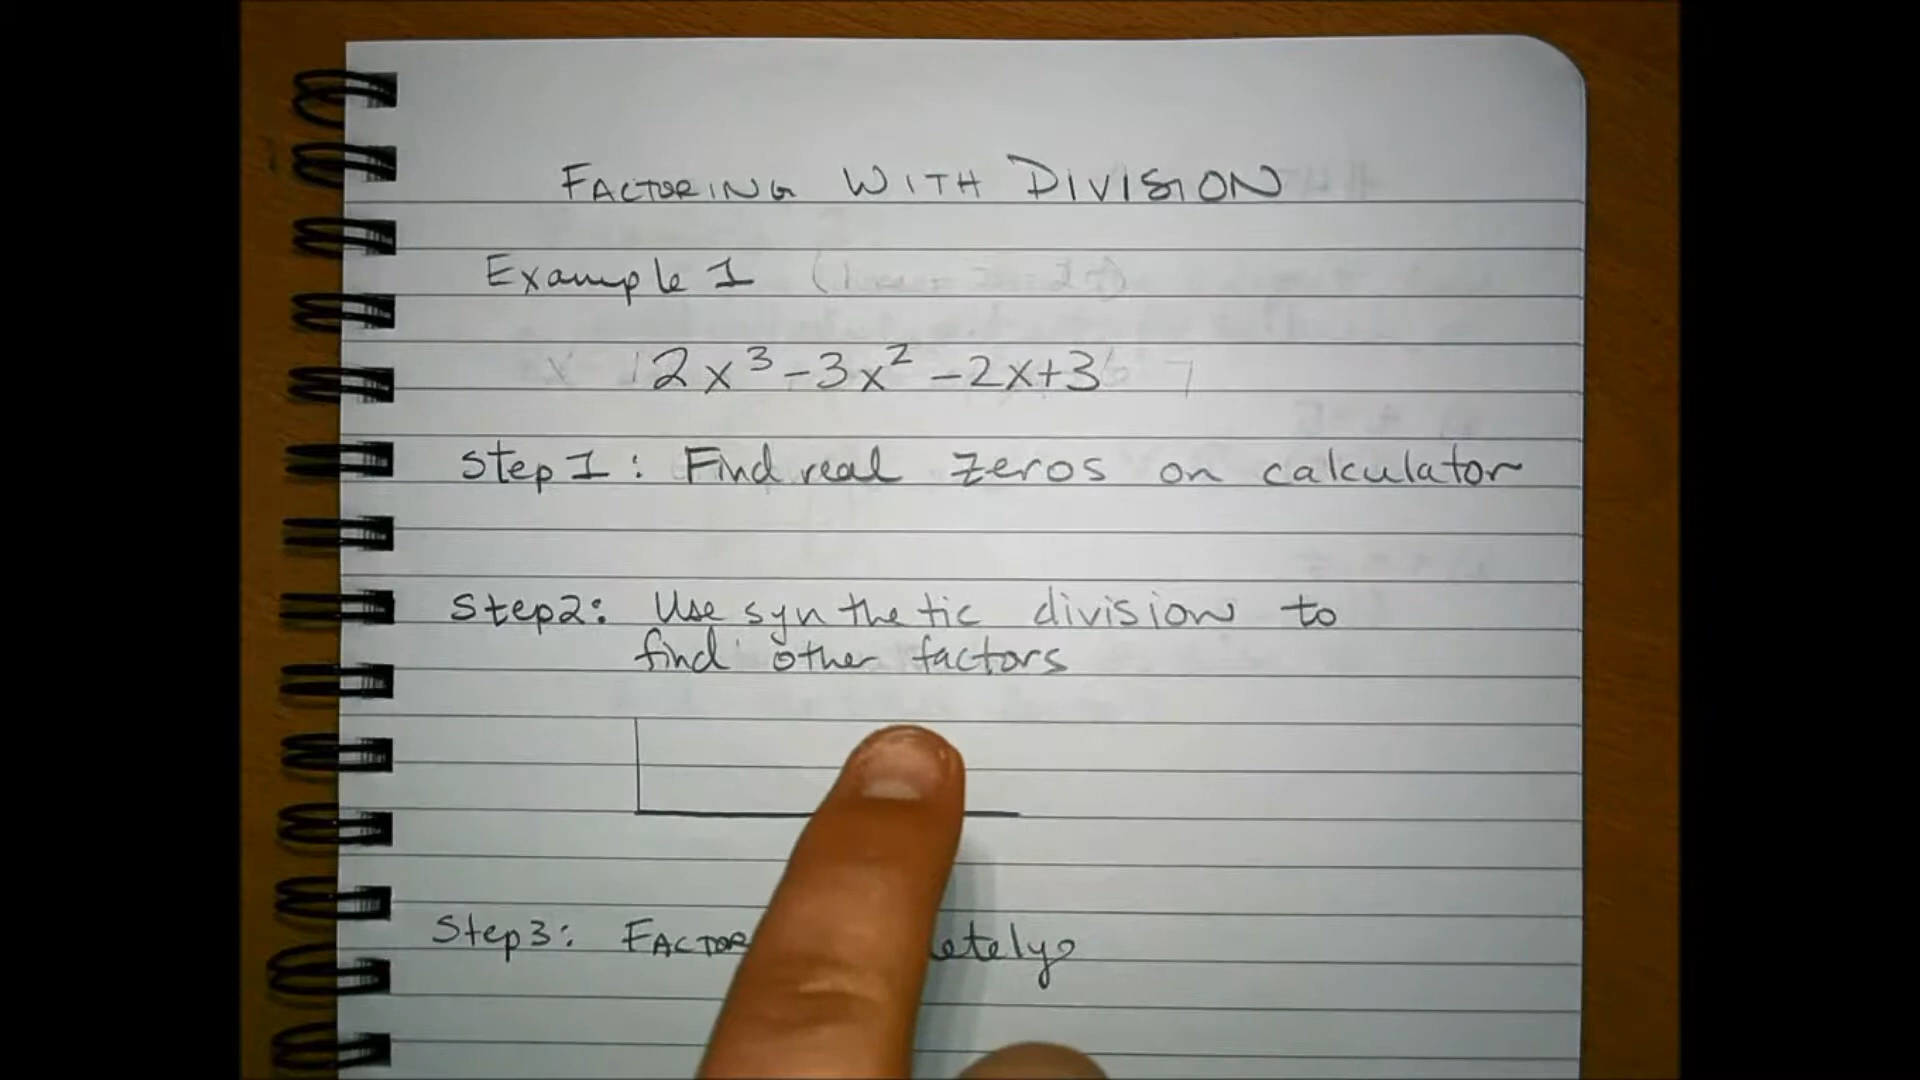 FACTORING WITH DIVISION
Example 1
2x³-3x²-2x+3
Step 1: Find real zeros on calculator
Step2: Use synthetic division to
find other factors
Step3: FACTOR